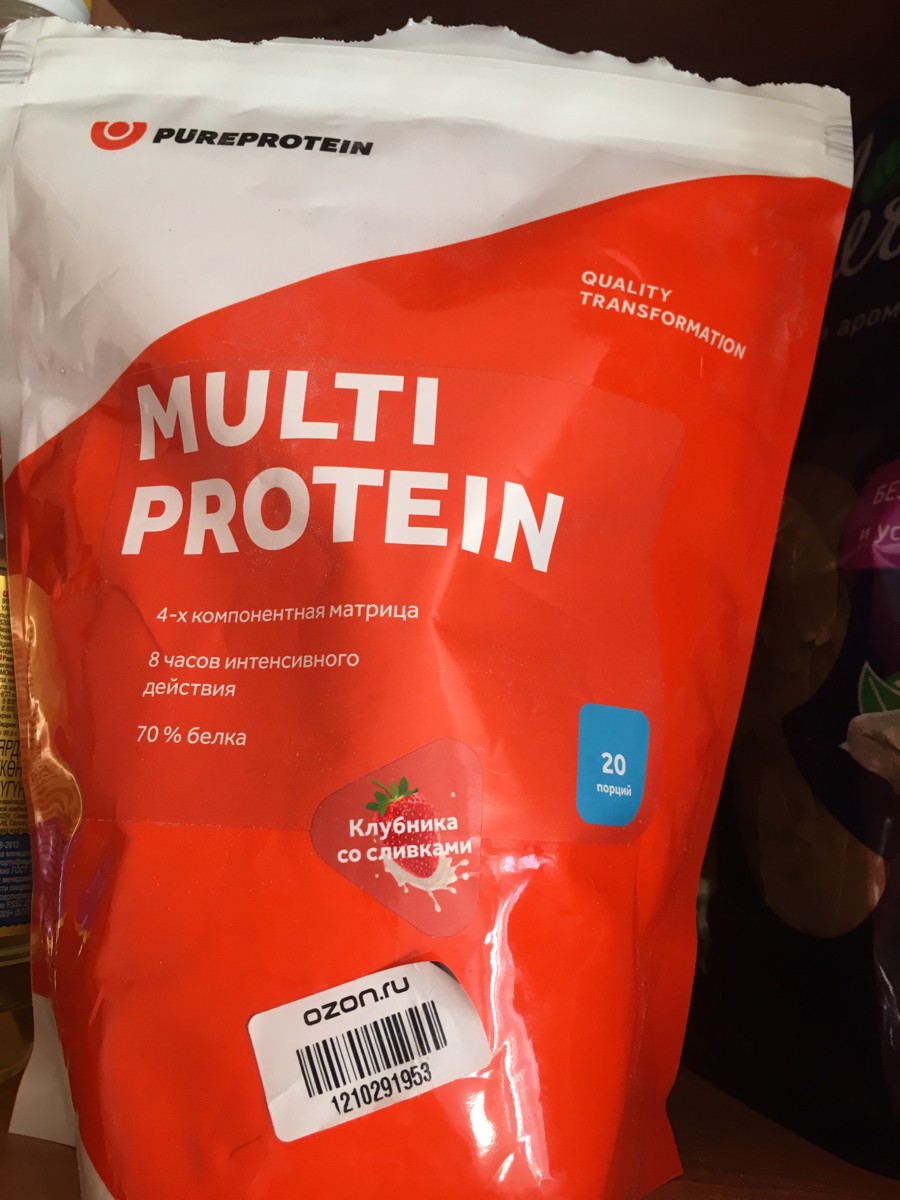 PUREPROTEIN
QUALITY
TRANSFORMATION
MULTI
PROTEIN
4-х компонентная матрица
8 часов интенсивного
действия
70 % белка
20
порций
Клубника
со сливками
ozon.ru
1210291953